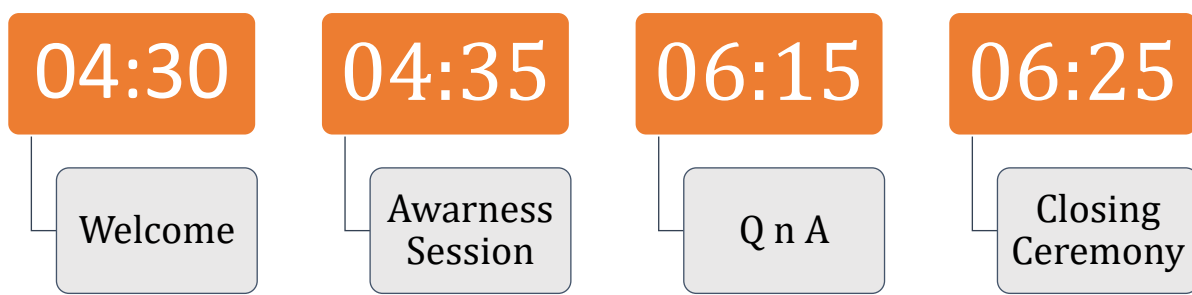 04:30
04:35
06:15
06:25
Welcome
Awarness
Session
Q n A
Closing
Ceremony